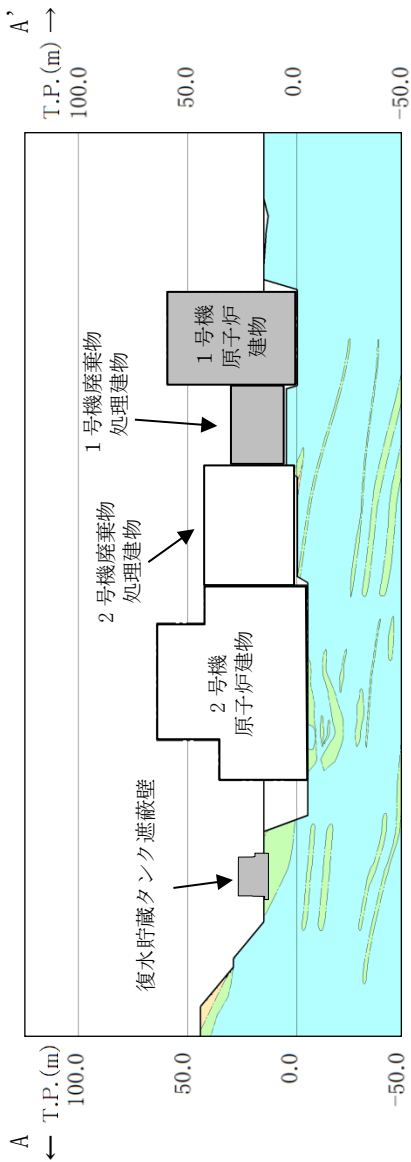 A
← T.P.(m)
100.0
50.0
0.0
-50.0
A'
T.P.(m) →
100.0
50.0
0.0
-50.0
復水貯蔵タンク遮蔽壁
2号機
原子炉建物
2号機廃棄物
処理建物
1号機廃棄物
処理建物
1号機
原子炉
建物